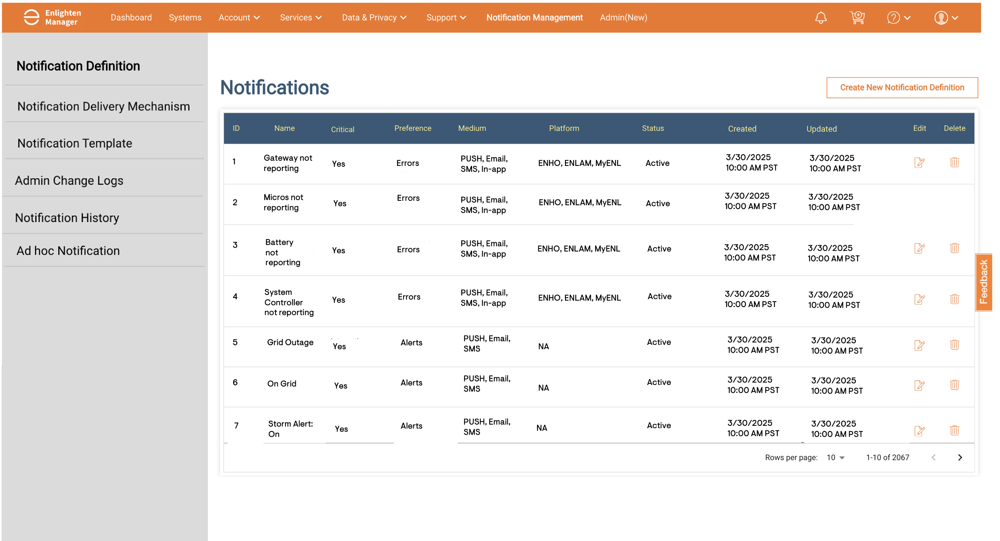 Enlighten
Manager
Dashboard
Systems
Account
Services
Data & Privacy
Support
Notification Management
Admin(New)
Notification Definition
Notification Delivery Mechanism
Notification Template
Admin Change Logs
Notification History
Ad hoc Notification
Notifications
Create New Notification Definition
ID Name Critical Preference Medium Platform Status Created Updated Edit Delete
1
Gateway not
reporting
Yes
Errors
PUSH, Email,
SMS, In-app
ENHO, ENLAM, MyENL
Active
3/30/2025
10:00 AM PST
3/30/2025
10:00 AM PST
2
Micros not
reporting
Yes
Errors
PUSH, Email,
SMS, In-app
ENHO, ENLAM, MyENL
Active
3/30/2025
10:00 AM PST
3/30/2025
10:00 AM PST
3
Battery
not
reporting
Yes
Errors
PUSH, Email,
SMS, In-app
ENHO, ENLAM, MyENL
Active
3/30/2025
10:00 AM PST
3/30/2025
10:00 AM PST
4
System
Controller
not reporting
Yes
Errors
PUSH, Email,
SMS, In-app
ENHO, ENLAM, MyENL
Active
3/30/2025
10:00 AM PST
3/30/2025
10:00 AM PST
5
Grid Outage
Yes
Alerts
PUSH, Email,
SMS
NA
Active
3/30/2025
10:00 AM PST
3/30/2025
10:00 AM PST
6
On Grid
Yes
Alerts
PUSH, Email,
SMS
NA
Active
3/30/2025
10:00 AM PST
3/30/2025
10:00 AM PST
7
Storm Alert:
On
Yes
Alerts
PUSH, Email,
SMS
NA
Active
3/30/2025
10:00 AM PST
3/30/2025
10:00 AM PST
Rows per page: 10
1-10 of 2067
Feedback